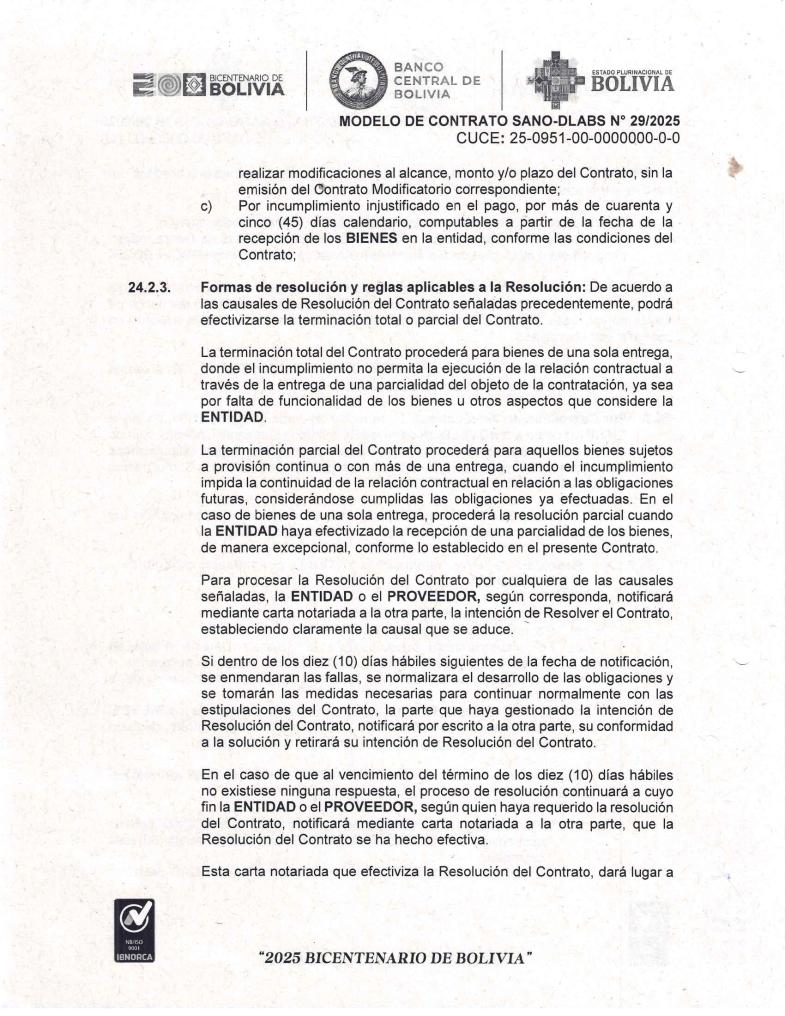 BICENTENARIO DE
BOLIVIA
BANCO
CENTRAL DE
BOLIVIA
ESTADO PLURINACIONAL DE
BOLIVIA
MODELO DE CONTRATO SANO-DLABS N° 29/2025
CUCE: 25-0951-00-0000000-0-0
realizar modificaciones al alcance, monto y/o plazo del Contrato, sin la
emisión del Contrato Modificatorio correspondiente;
c) Por incumplimiento injustificado en el pago, por más de cuarenta y
cinco (45) días calendario, computables a partir de la fecha de la
recepción de los BIENES en la entidad, conforme las condiciones del
Contrato;
24.2.3. Formas de resolución y reglas aplicables a la Resolución: De acuerdo a
las causales de Resolución del Contrato señaladas precedentemente, podrá
efectivizarse la terminación total o parcial del Contrato.
La terminación total del Contrato procederá para bienes de una sola entrega,
donde el incumplimiento no permita la ejecución de la relación contractual a
través de la entrega de una parcialidad del objeto de la contratación, ya sea
por falta de funcionalidad de los bienes u otros aspectos que considere la
ENTIDAD.
La terminación parcial del Contrato procederá para aquellos bienes sujetos
a provisión continua o con más de una entrega, cuando el incumplimiento
impida la continuidad de la relación contractual en relación a las obligaciones
futuras, considerándose cumplidas las obligaciones ya efectuadas. En el
caso de bienes de una sola entrega, procederá la resolución parcial cuando
la ENTIDAD haya efectivizado la recepción de una parcialidad de los bienes,
de manera excepcional, conforme lo establecido en el presente Contrato.
Para procesar la Resolución del Contrato por cualquiera de las causales
señaladas, la ENTIDAD o el PROVEEDOR, según corresponda, notificará
mediante carta notariada a la otra parte, la intención de Resolver el Contrato,
estableciendo claramente la causal que se aduce.
Si dentro de los diez (10) días hábiles siguientes de la fecha de notificación,
se enmendaran las fallas, se normalizara el desarrollo de las obligaciones y
se tomarán las medidas necesarias para continuar normalmente con las
estipulaciones del Contrato, la parte que haya gestionado la intención de
Resolución del Contrato, notificará por escrito a la otra parte, su conformidad
a la solución y retirará su intención de Resolución del Contrato.
En el caso de que al vencimiento del término de los diez (10) días hábiles
no existiese ninguna respuesta, el proceso de resolución continuará a cuyo
fin la ENTIDAD o el PROVEEDOR, según quien haya requerido la resolución
del Contrato, notificará mediante carta notariada a la otra parte, que la
Resolución del Contrato se ha hecho efectiva.
Esta carta notariada que efectiviza la Resolución del Contrato, dará lugar a
NB/ISO
9001
IBNORCA
"2025 BICENTENARIO DE BOLIVIA"